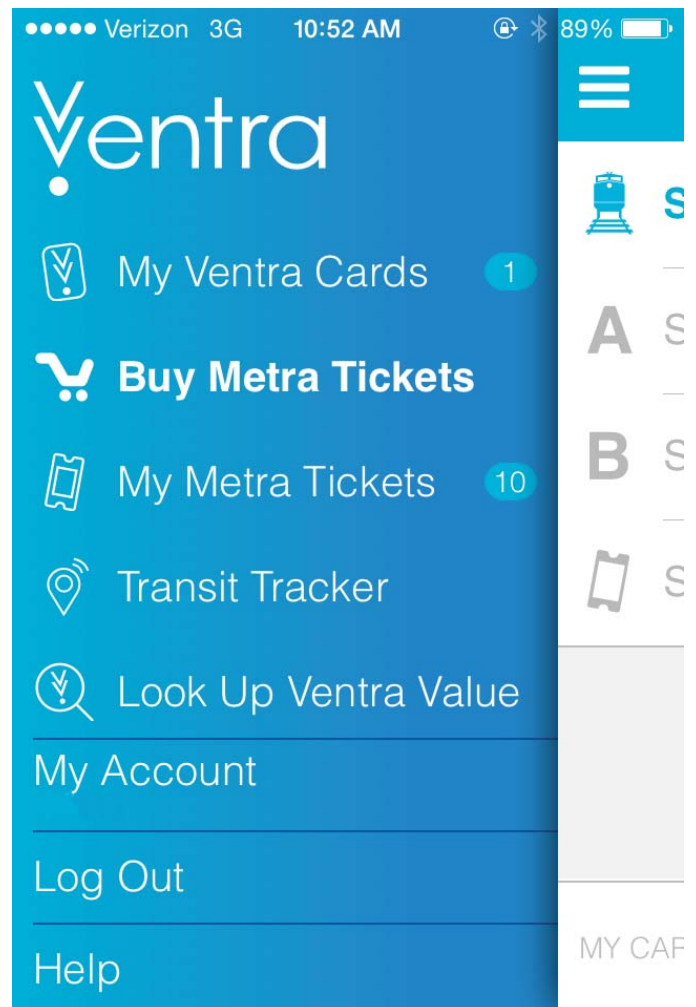 Verizon 3G 10:52 AM 89%
Ventra
My Ventra Cards 1
Buy Metra Tickets
My Metra Tickets 10
Transit Tracker
Look Up Ventra Value
My Account
Log Out
Help
S
A S
B S
S
MY CAR